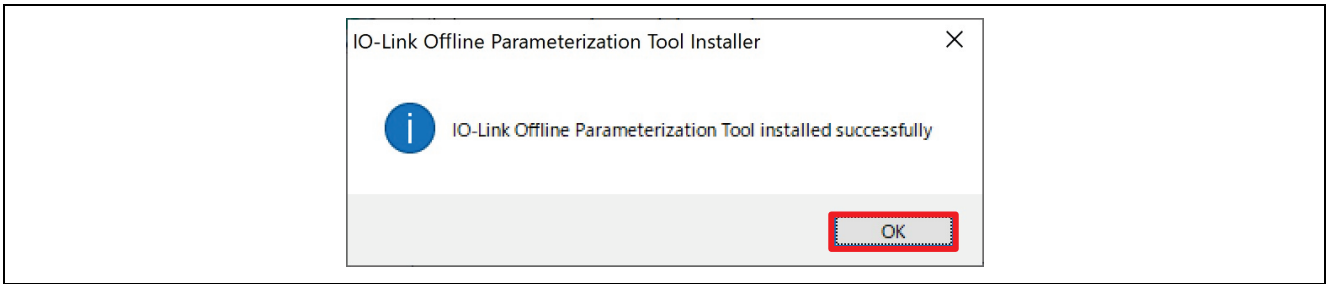 IO-Link Offline Parameterization Tool Installer
IO-Link Offline Parameterization Tool installed successfully
OK